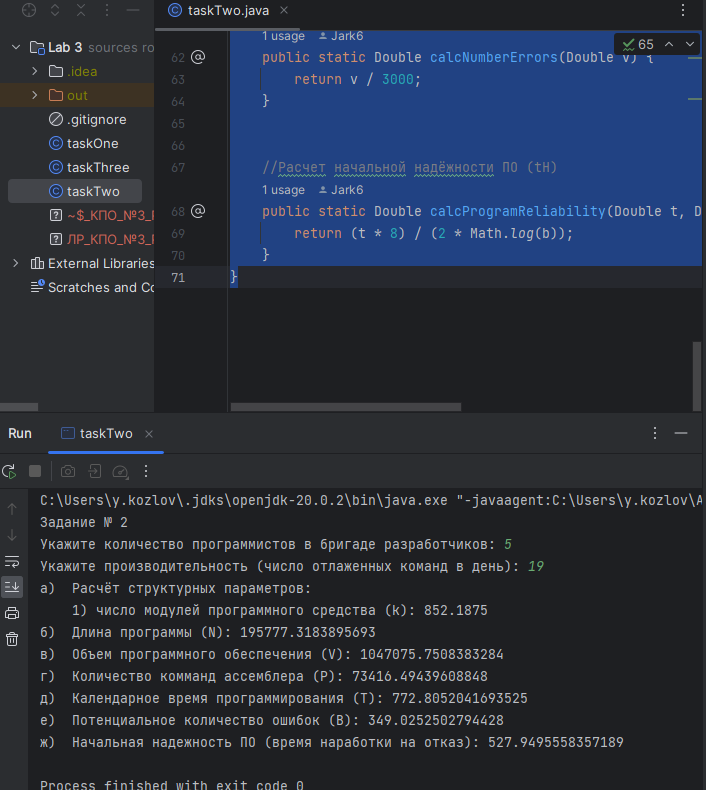 taskTwo.java
Lab 3 sources ro
.idea
out
.gitignore
taskOne
taskThree
taskTwo
~$_КПО_№3_
ЛР_КПО_№3_
External Libraries
Scratches and Co
1 usage Jark6
65
62 public static Double calcNumberErrors(Double v) {
63 return v / 3000;
64 }
65
66
67 //Расчет начальной надёжности ПО (tH)
1 usage Jark6
68 public static Double calcProgramReliability(Double t, D
69 return (t * 8) / (2 * Math.log(b));
70 }
71 }
Run taskTwo
C:\Users\y.kozlov\.jdks\openjdk-20.0.2\bin\java.exe "-javaagent:C:\Users\y.kozlov\A
Задание № 2
Укажите количество программистов в бригаде разработчиков: 5
Укажите производительность (число отлаженных команд в день): 19
а) Расчёт структурных параметров:
1) число модулей программного средства (k): 852.1875
б) Длина программы (N): 195777.3183895693
в) Объем программного обеспечения (V): 1047075.7508383284
г) Количество комманд ассемблера (P): 73416.49439608848
д) Календарное время программирования (T): 772.8052041693525
е) Потенциальное количество ошибок (B): 349.0252502794428
ж) Начальная надежность ПО (время наработки на отказ): 527.9495558357189
Process finished with exit code 0